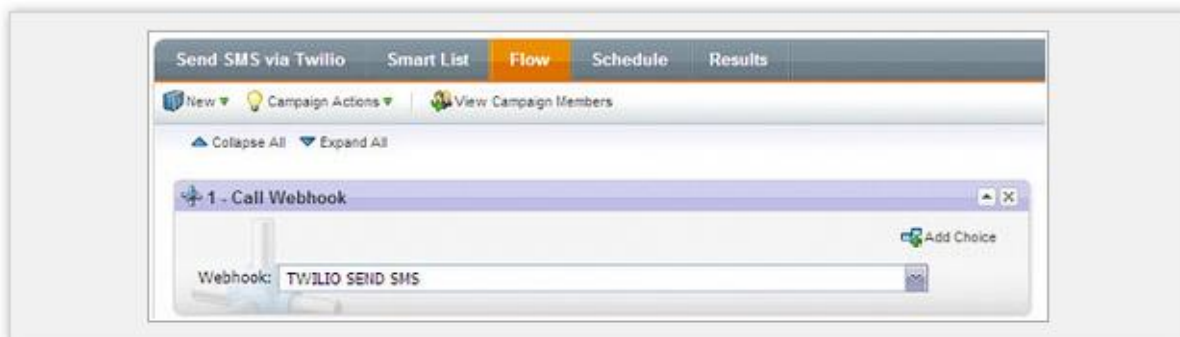 Send SMS via Twilio Smart List Flow Schedule Results
New Campaign Actions View Campaign Members
Collapse All Expand All
1 - Call Webhook
Add Choice
Webhook: TWILIO SEND SMS